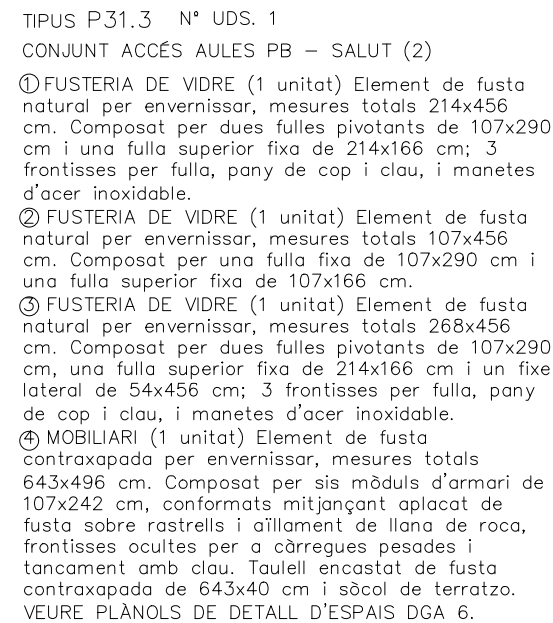 TIPUS P31.3 Nº UDS. 1
CONJUNT ACCÉS AULES PB – SALUT (2)
① FUSTERIA DE VIDRE (1 unitat) Element de fusta
natural per envernissar, mesures totals 214x456
cm. Composat per dues fulles pivotants de 107x290
cm i una fulla superior fixa de 214x166 cm; 3
frontisses per fulla, pany de cop i clau, i manetes
d'acer inoxidable.
② FUSTERIA DE VIDRE (1 unitat) Element de fusta
natural per envernissar, mesures totals 107x456
cm. Composat per una fulla fixa de 107x290 cm i
una fulla superior fixa de 107x166 cm.
③ FUSTERIA DE VIDRE (1 unitat) Element de fusta
natural per envernissar, mesures totals 268x456
cm. Composat per dues fulles pivotants de 107x290
cm, una fulla superior fixa de 214x166 cm i un fixe
lateral de 54x456 cm; 3 frontisses per fulla, pany
de cop i clau, i manetes d'acer inoxidable.
④ MOBILIARI (1 unitat) Element de fusta
contraxapada per envernissar, mesures totals
643x496 cm. Composat per sis mòduls d'armari de
107x242 cm, conformats mitjançant aplacat de
fusta sobre rastrells i aïllament de llana de roca,
frontisses ocultes per a càrregues pesades i
tancament amb clau. Taulell encastat de fusta
contraxapada de 643x40 cm i sòcol de terratzo.
VEURE PLÀNOLS DE DETALL D'ESPAIS DGA 6.